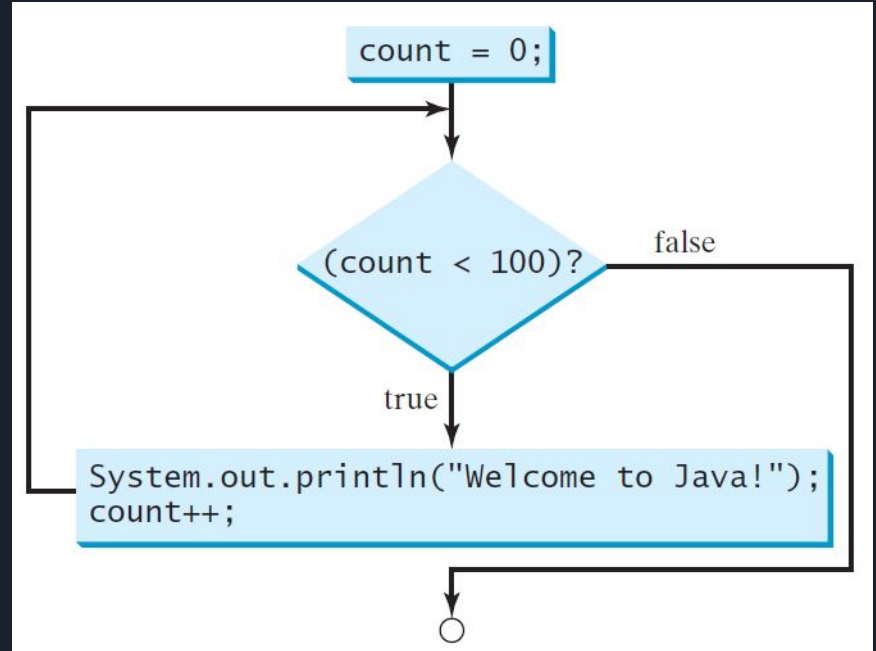 count = 0;
(count < 100)?
false
true
System.out.println("Welcome to Java!");
count++;